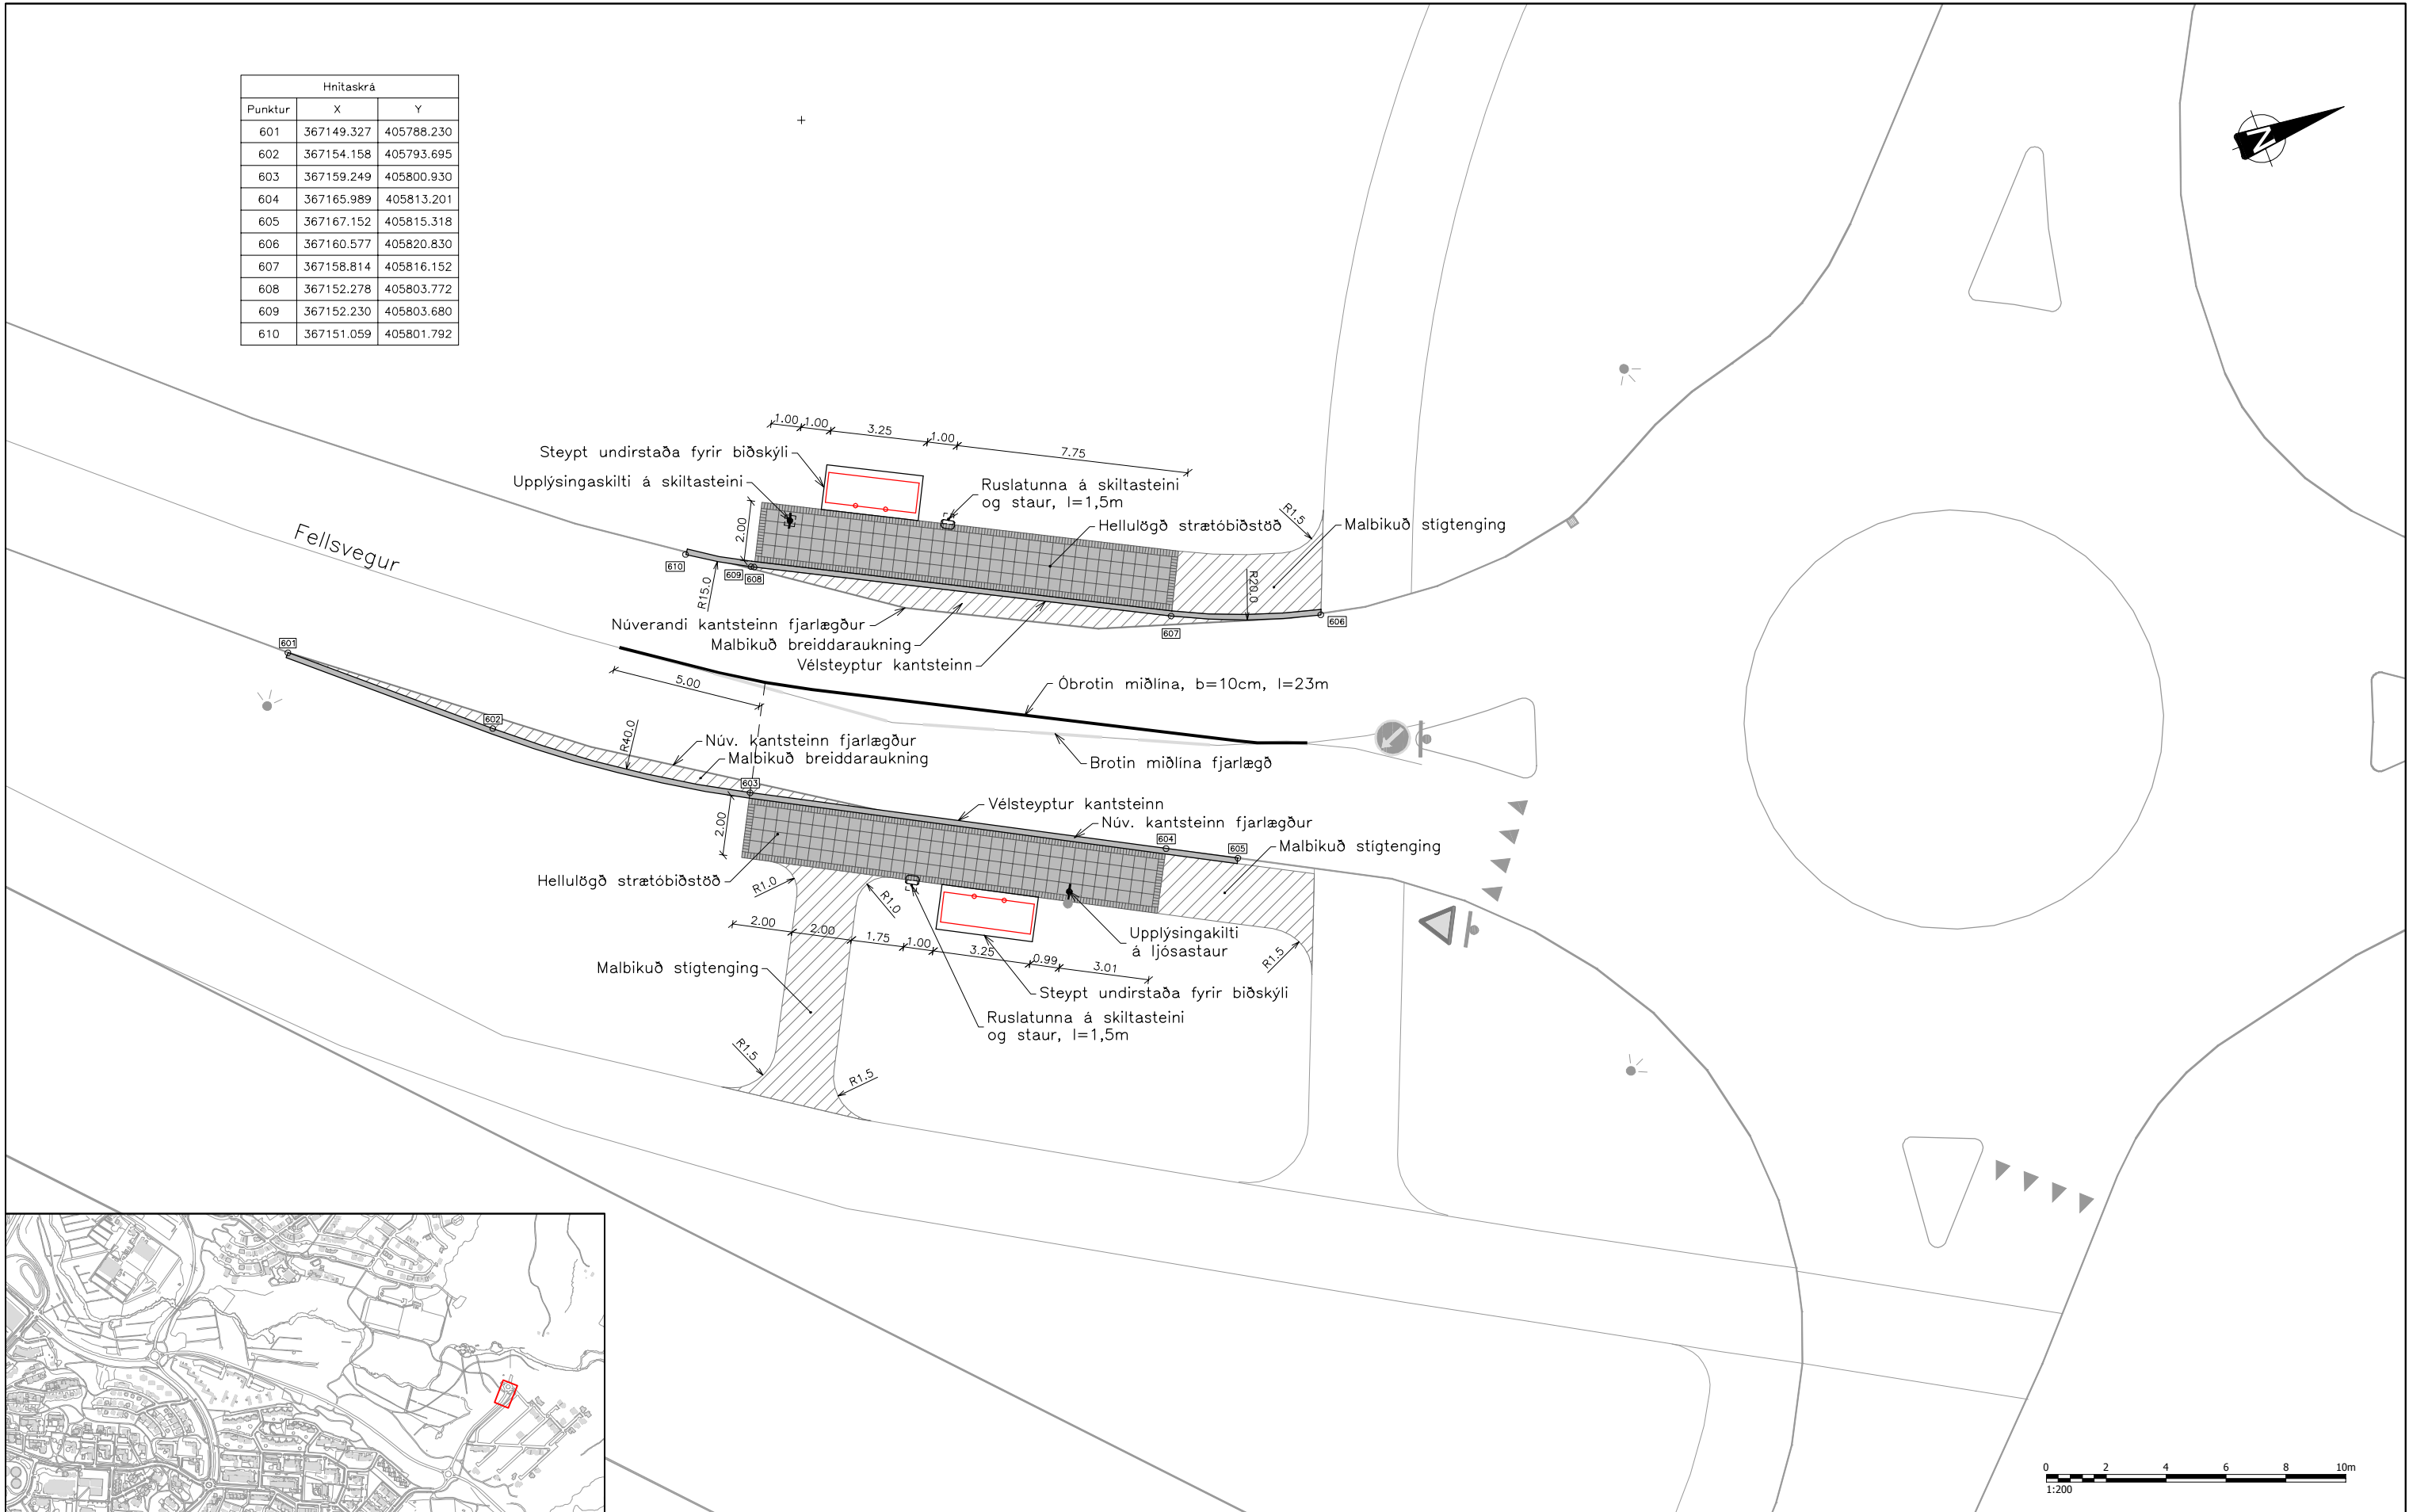 Hnitaskrá
Punktur X Y
601 367149.327 405788.230
602 367154.158 405793.695
603 367159.249 405800.930
604 367165.989 405813.201
605 367167.152 405815.318
606 367160.577 405820.830
607 367158.814 405816.152
608 367152.278 405803.772
609 367152.230 405803.680
610 367151.059 405801.792
N
1.00 1.00 3.25 1.00 7.75
Steypt undirstaða fyrir biðskýli
Upplýsingaskilti á skiltasteini
Ruslatunna á skiltasteini
og staur, l=1,5m
Hellulögð strætóbiðstöð
R1.5
Malbikuð stígtenging
2.00
Fellsvegur
610
609
608
R15.0
R20.0
Núverandi kantsteinn fjarlægður
Malbikuð breiddaraukning
Vélsteyptur kantsteinn
607
606
601
5.00
Óbrotin miðlína, b=10cm, l=23m
602
R40.0
Núv. kantsteinn fjarlægður
Malbikuð breiddaraukning
Brotin miðlína fjarlægð
603
Vélsteyptur kantsteinn
Núv. kantsteinn fjarlægður
2.00
604
605
Malbikuð stígtenging
Hellulögð strætóbiðstöð
R1.0
R1.0
2.00 2.00 1.75 1.00 3.25 0.99 3.01
Upplýsingakilti
á ljósastaur
R1.5
Malbikuð stígtenging
Steypt undirstaða fyrir biðskýli
Ruslatunna á skiltasteini
og staur, l=1,5m
R1.5
R1.5
0 2 4 6 8 10m
1:200